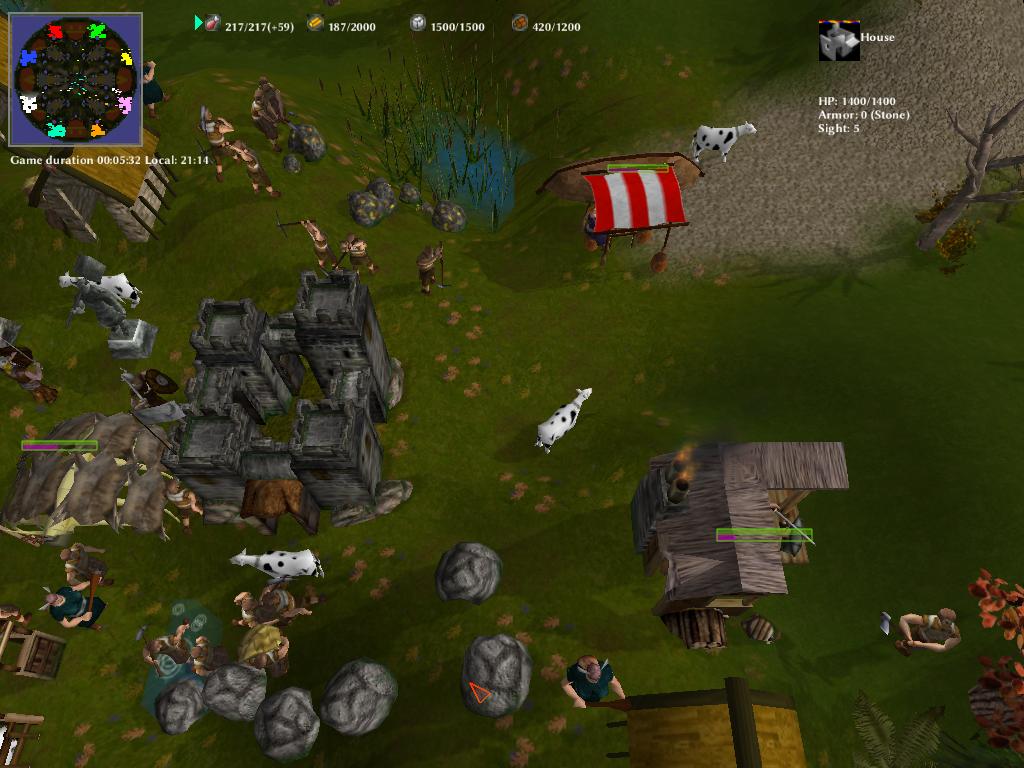 217/217(+59) 187/2000 1500/1500 420/1200
House
HP: 1400/1400
Armor: 0 (Stone)
Sight: 5
Game duration 00:05:32 Local: 21:14